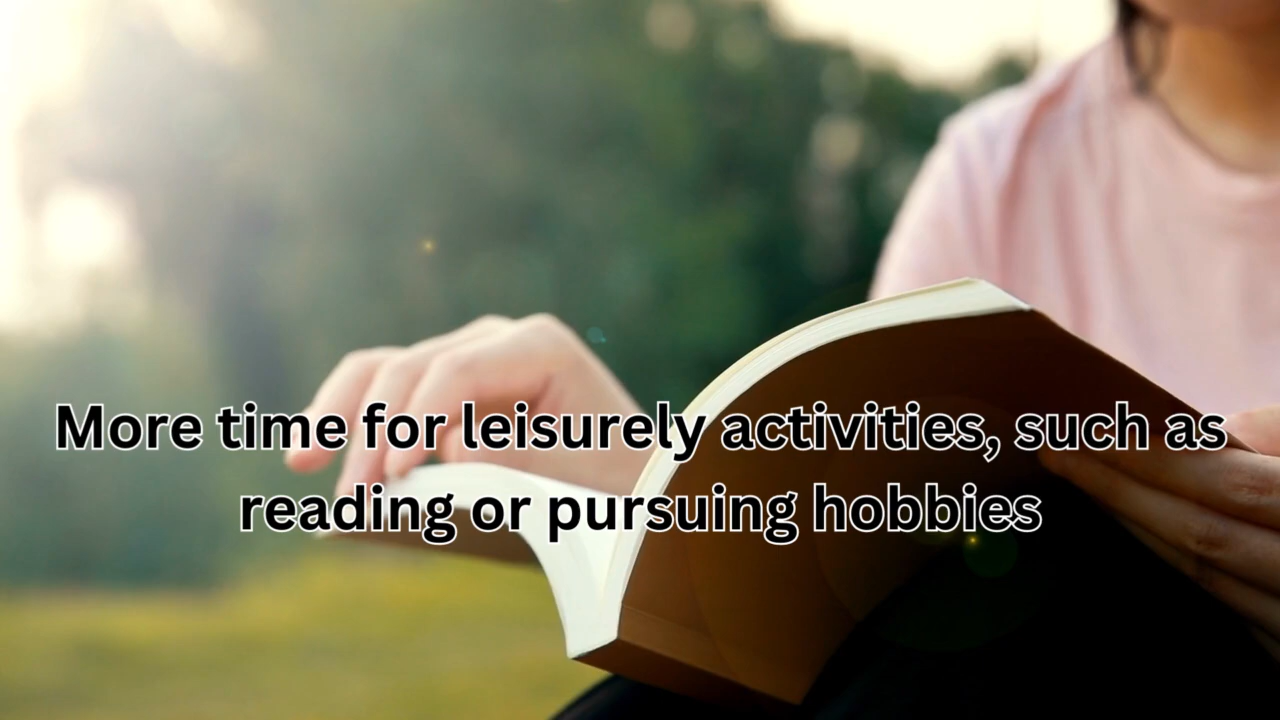 More time for leisurely activities, such as
reading or pursuing hobbies